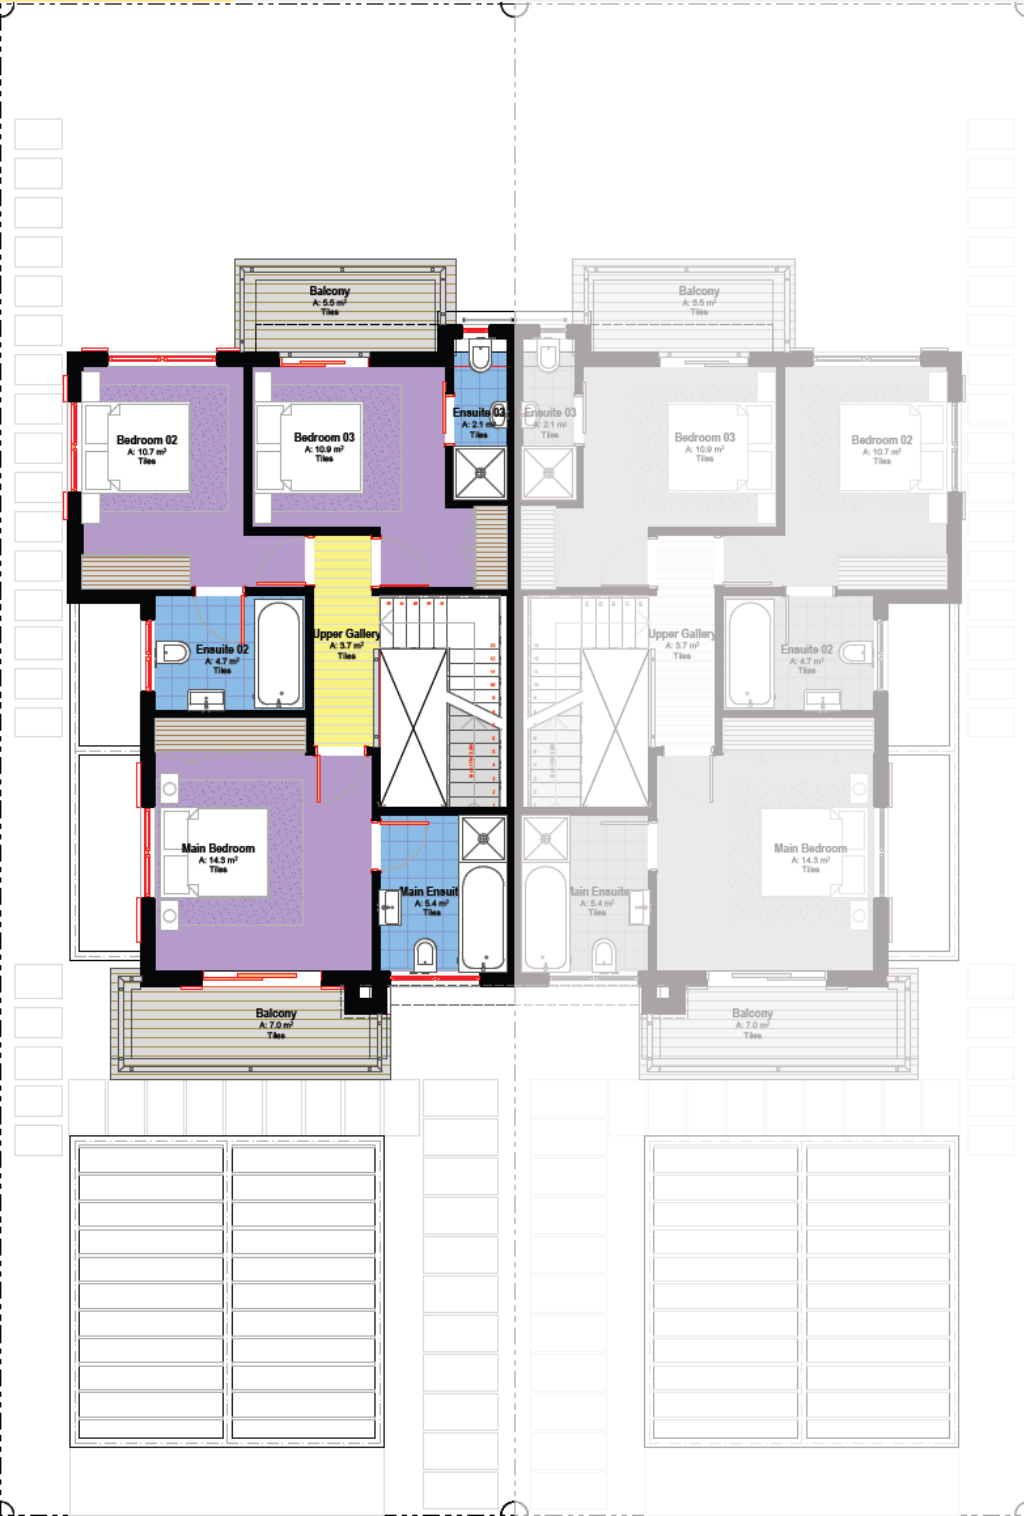 Balcony
A: 5.5 m²
Tiles
Balcony
A: 5.5 m²
Tiles
Bedroom 02
A: 10.7 m²
Tiles
Bedroom 03
A: 10.9 m²
Tiles
Ensuite 03
A: 2.1 m²
Tiles
Ensuite 03
A: 2.1 m²
Tiles
Bedroom 03
A: 10.9 m²
Tiles
Bedroom 02
A: 10.7 m²
Tiles
Upper Gallery
A: 3.7 m²
Tiles
Ensuite 02
A: 4.7 m²
Tiles
Upper Gallery
A: 3.7 m²
Tiles
Ensuite 02
A: 4.7 m²
Tiles
Main Bedroom
A: 14.3 m²
Tiles
Main Ensuit
A: 5.4 m²
Tiles
Main Ensuite
A: 5.4 m²
Tiles
Main Bedroom
A: 14.3 m²
Tiles
Balcony
A: 7.0 m²
Tiles
Balcony
A: 7.0 m²
Tiles